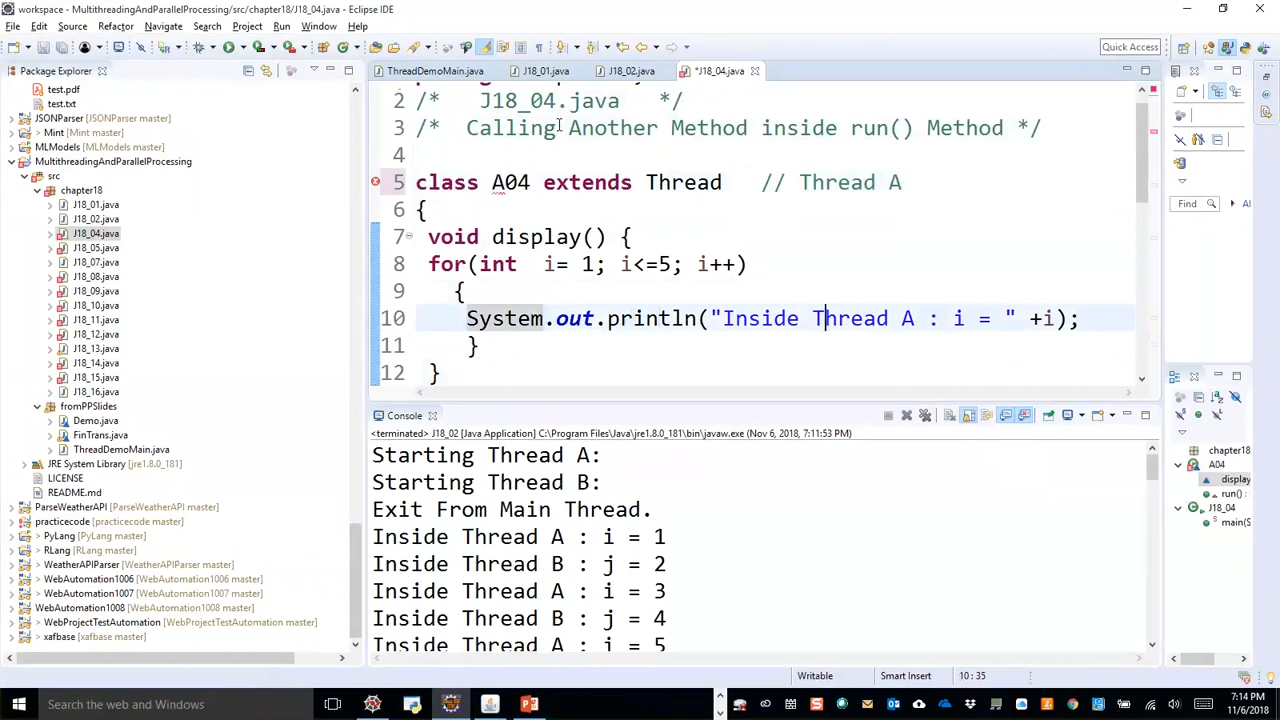 workspace - MultithreadingAndParallelProcessing/src/chapter18/J18_04.java - Eclipse IDE
File Edit Source Refactor Navigate Search Project Run Window Help
Quick Access
Package Explorer
ThreadDemoMain.java J18_01.java J18_02.java *J18_04.java
test.pdf
test.txt
JSONParser [JSONParser master]
> Mint [Mint master]
MLModels [MLModels master]
MultithreadingAndParallelProcessing
src
chapter18
J18_01.java
J18_02.java
J18_04.java
J18_05.java
J18_07.java
J18_08.java
J18_09.java
J18_10.java
J18_11.java
J18_12.java
J18_13.java
J18_14.java
J18_15.java
J18_16.java
fromPPSlides
Demo.java
FinTrans.java
ThreadDemoMain.java
JRE System Library [jre1.8.0_181]
LICENSE
README.md
ParseWeatherAPI [ParseWeatherAPI master]
practicecode [practicecode master]
> PyLang [PyLang master]
> RLang [RLang master]
> WeatherAPIParser [WeatherAPIParser master]
> WebAutomation1006 [WebAutomation1006 master]
> WebAutomation1007 [WebAutomation1007 master]
WebAutomation1008 [WebAutomation1008 master]
> WebProjectTestAutomation [WebProjectTestAutomation master]
> xafbase [xafbase master]
2 /* J18_04.java */
3 /* Calling Another Method inside run() Method */
4
5 class A04 extends Thread // Thread A
6 {
7 void display() {
8 for(int i= 1; i<=5; i++)
9 {
10 System.out.println("Inside Thread A : i = " +i);
11 }
12 }
Console
<terminated> J18_02 [Java Application] C:\Program Files\Java\jre1.8.0_181\bin\javaw.exe (Nov 6, 2018, 7:11:53 PM)
Starting Thread A:
Starting Thread B:
Exit From Main Thread.
Inside Thread A : i = 1
Inside Thread B : j = 2
Inside Thread A : i = 3
Inside Thread B : j = 4
Inside Thread A : i = 5
Find
Al
chapter18
A04
display
run() :
J18_04
main(S
Writable Smart Insert 10 : 35
Search the web and Windows
7:14 PM
11/6/2018